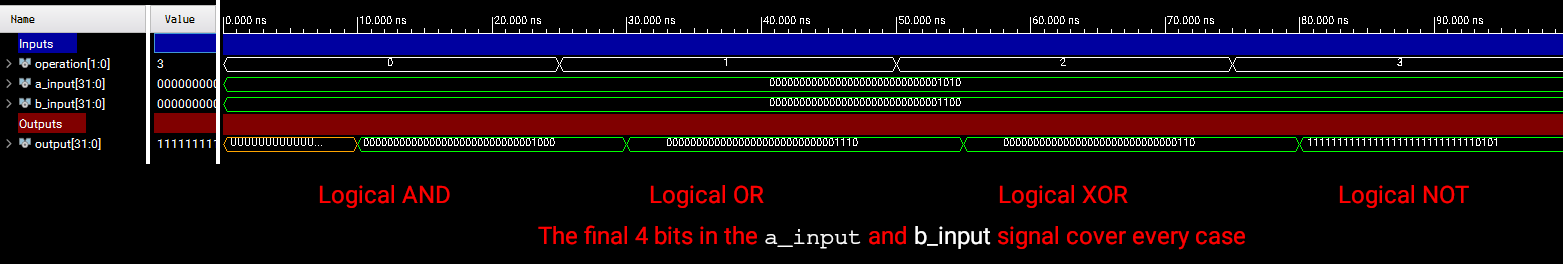 Name Value 0.000 ns 10.000 ns 20.000 ns 30.000 ns 40.000 ns 50.000 ns 60.000 ns 70.000 ns 80.000 ns 90.000 ns
Inputs
operation[1:0] 3 0 1 2 3
a_input[31:0] 000000000 00000000000000000000000000001010
b_input[31:0] 000000000 00000000000000000000000000001100
Outputs
output[31:0] 111111111 UUUUUUUUUUUUU... 00000000000000000000000000001000 00000000000000000000000000001110 00000000000000000000000000000110 11111111111111111111111111110101
Logical AND Logical OR Logical XOR Logical NOT
The final 4 bits in the a_input and b_input signal cover every case